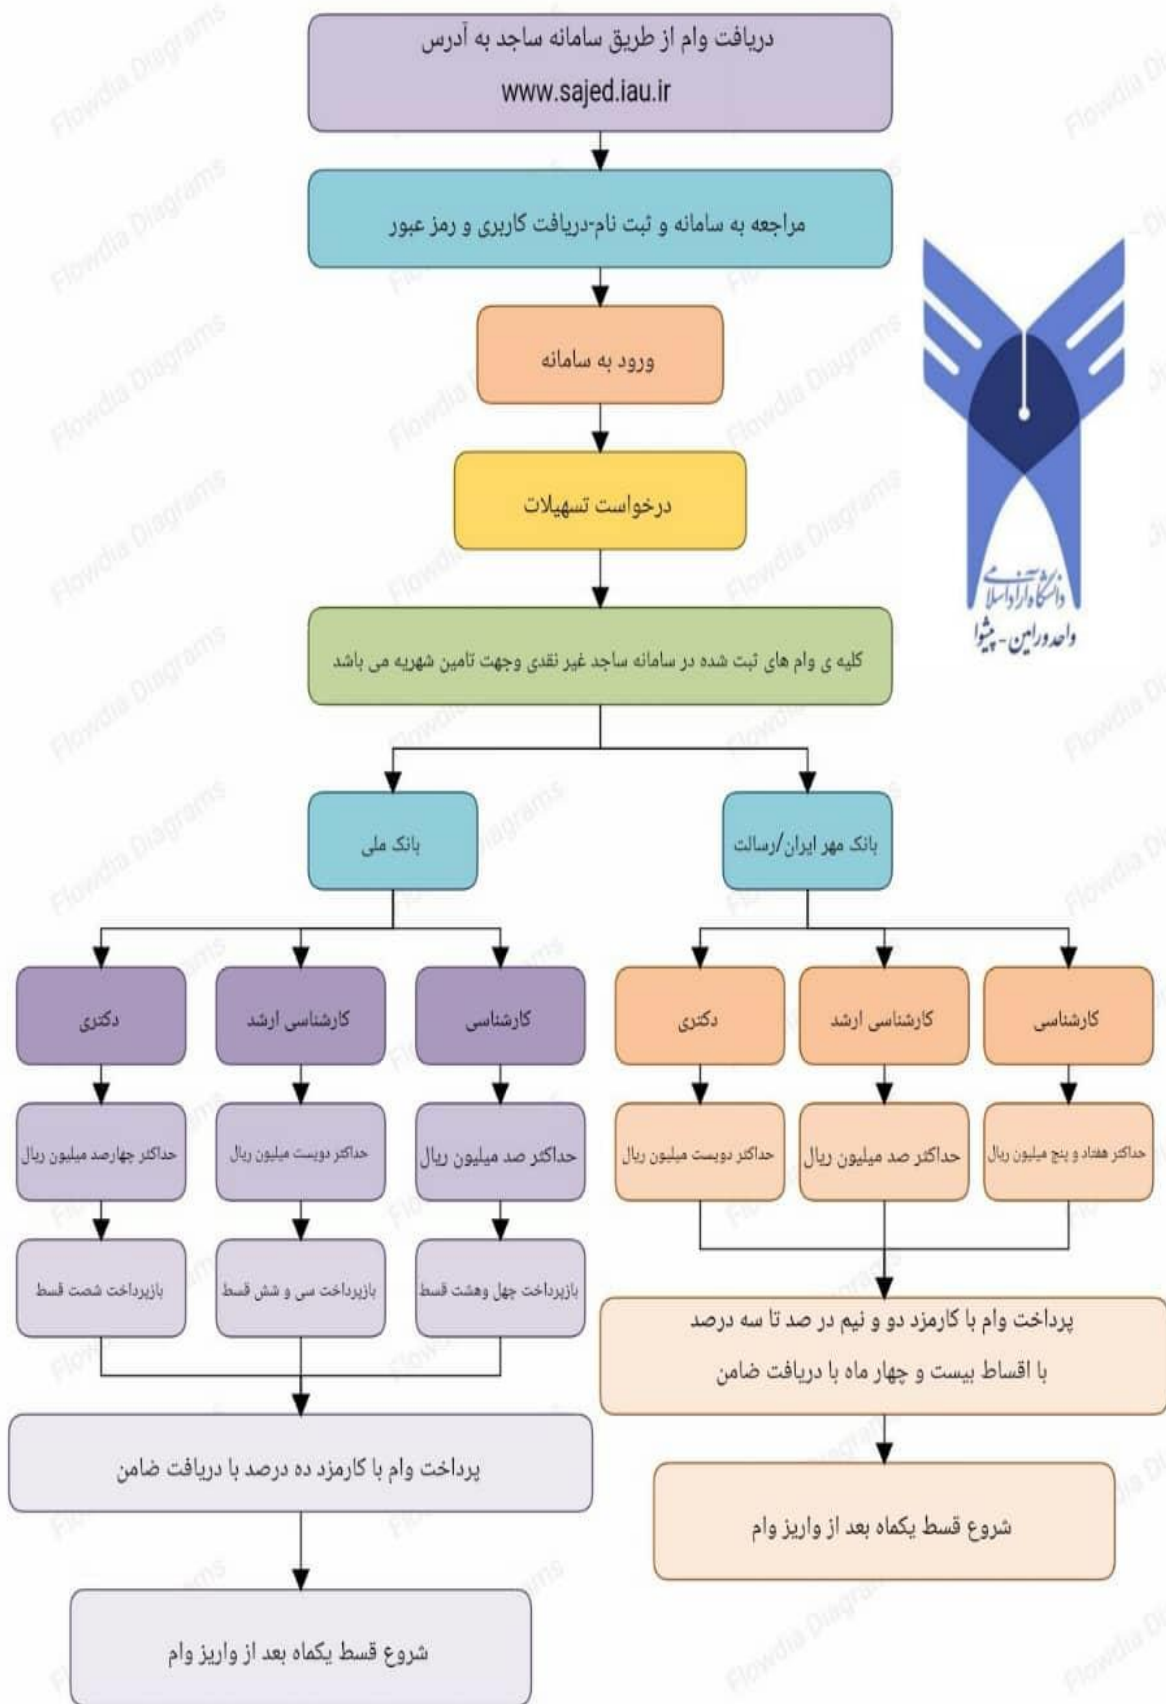 دریافت وام از طریق سامانه ساجد به آدرس
www.sajed.iau.ir
مراجعه به سامانه و ثبت نام-دریافت کاربری و رمز عبور
ورود به سامانه
درخواست تسهیلات
دانشگاه آزاد اسلامی
واحد ورامین - پیشوا
کلیه ی وام های ثبت شده در سامانه ساجد غیر نقدی وجهت تامین شهریه می باشد
بانک مهر ایران/رسالت
بانک ملی
کارشناسی
کارشناسی ارشد
دکتری
کارشناسی
کارشناسی ارشد
دکتری
حداکثر هفتاد و پنج میلیون ریال
حداکثر صد میلیون ریال
حداکثر دویست میلیون ریال
حداکثر صد میلیون ریال
حداکثر دویست میلیون ریال
حداکثر چهارصد میلیون ریال
بازپرداخت چهل وهشت قسط
بازپرداخت سی و شش قسط
بازپرداخت شصت قسط
پرداخت وام با کارمزد دو و نیم در صد تا سه درصد
با اقساط بیست و چهار ماه با دریافت ضامن
پرداخت وام با کارمزد ده درصد با دریافت ضامن
شروع قسط یکماه بعد از واریز وام
شروع قسط یکماه بعد از واریز وام
Flowdia Diagrams